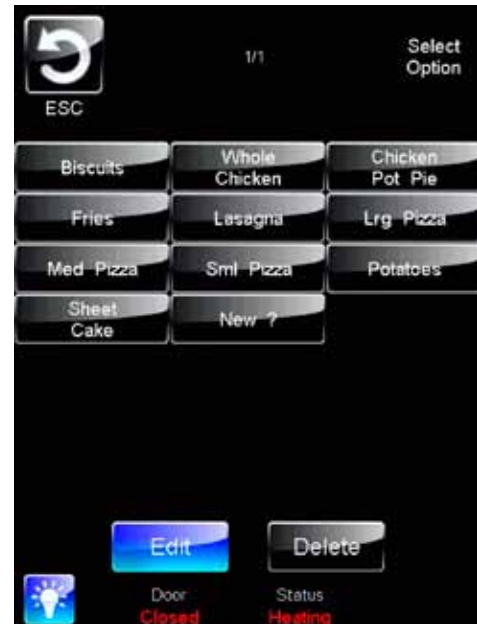 1/1
Select
Option
ESC
Biscuits
Whole
Chicken
Chicken
Pot Pie
Fries
Lasagna
Lrg Pizza
Med Pizza
Sml Pizza
Potatoes
Sheet
Cake
New ?
Edit
Delete
Door
Status
Closed
Heating